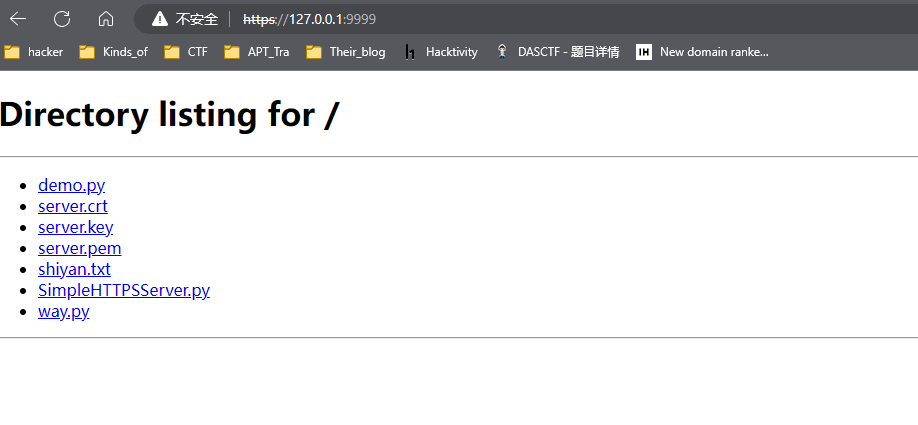 不安全 https://127.0.0.1:9999
hacker Kinds_of CTF APT_Tra Their_blog Hacktivity DASCTF - 题目详情 IH New domain ranke...
Directory listing for /
demo.py
server.crt
server.key
server.pem
shiyan.txt
SimpleHTTPSServer.py
way.py